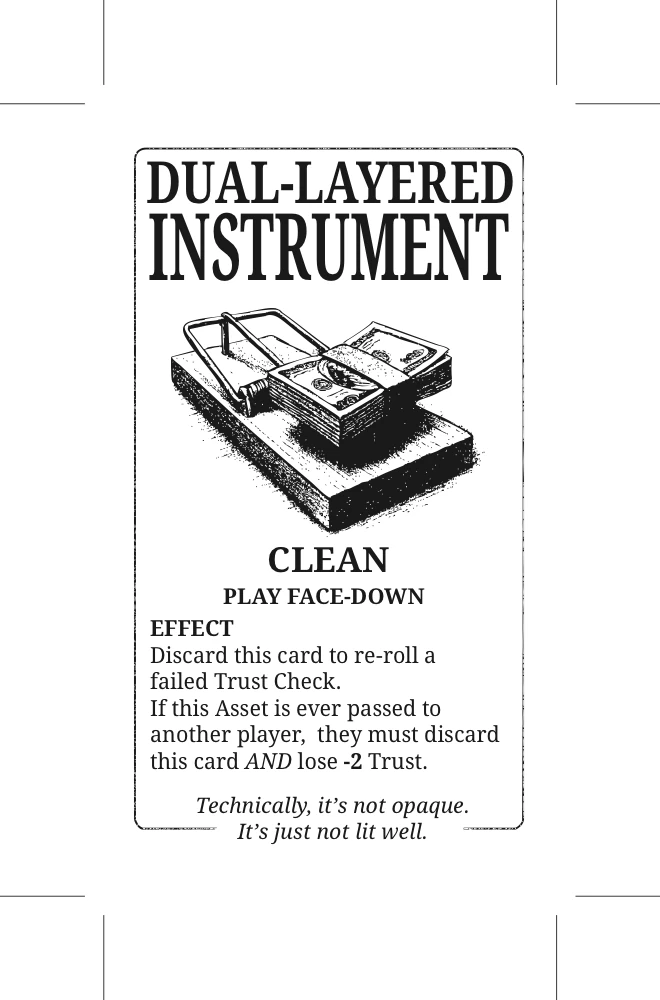 DUAL-LAYERED
INSTRUMENT
CLEAN
PLAY FACE-DOWN
EFFECT
Discard this card to re-roll a
failed Trust Check.
If this Asset is ever passed to
another player,  they must discard
this card AND lose -2 Trust.
Technically, it’s not opaque.
It’s just not lit well.